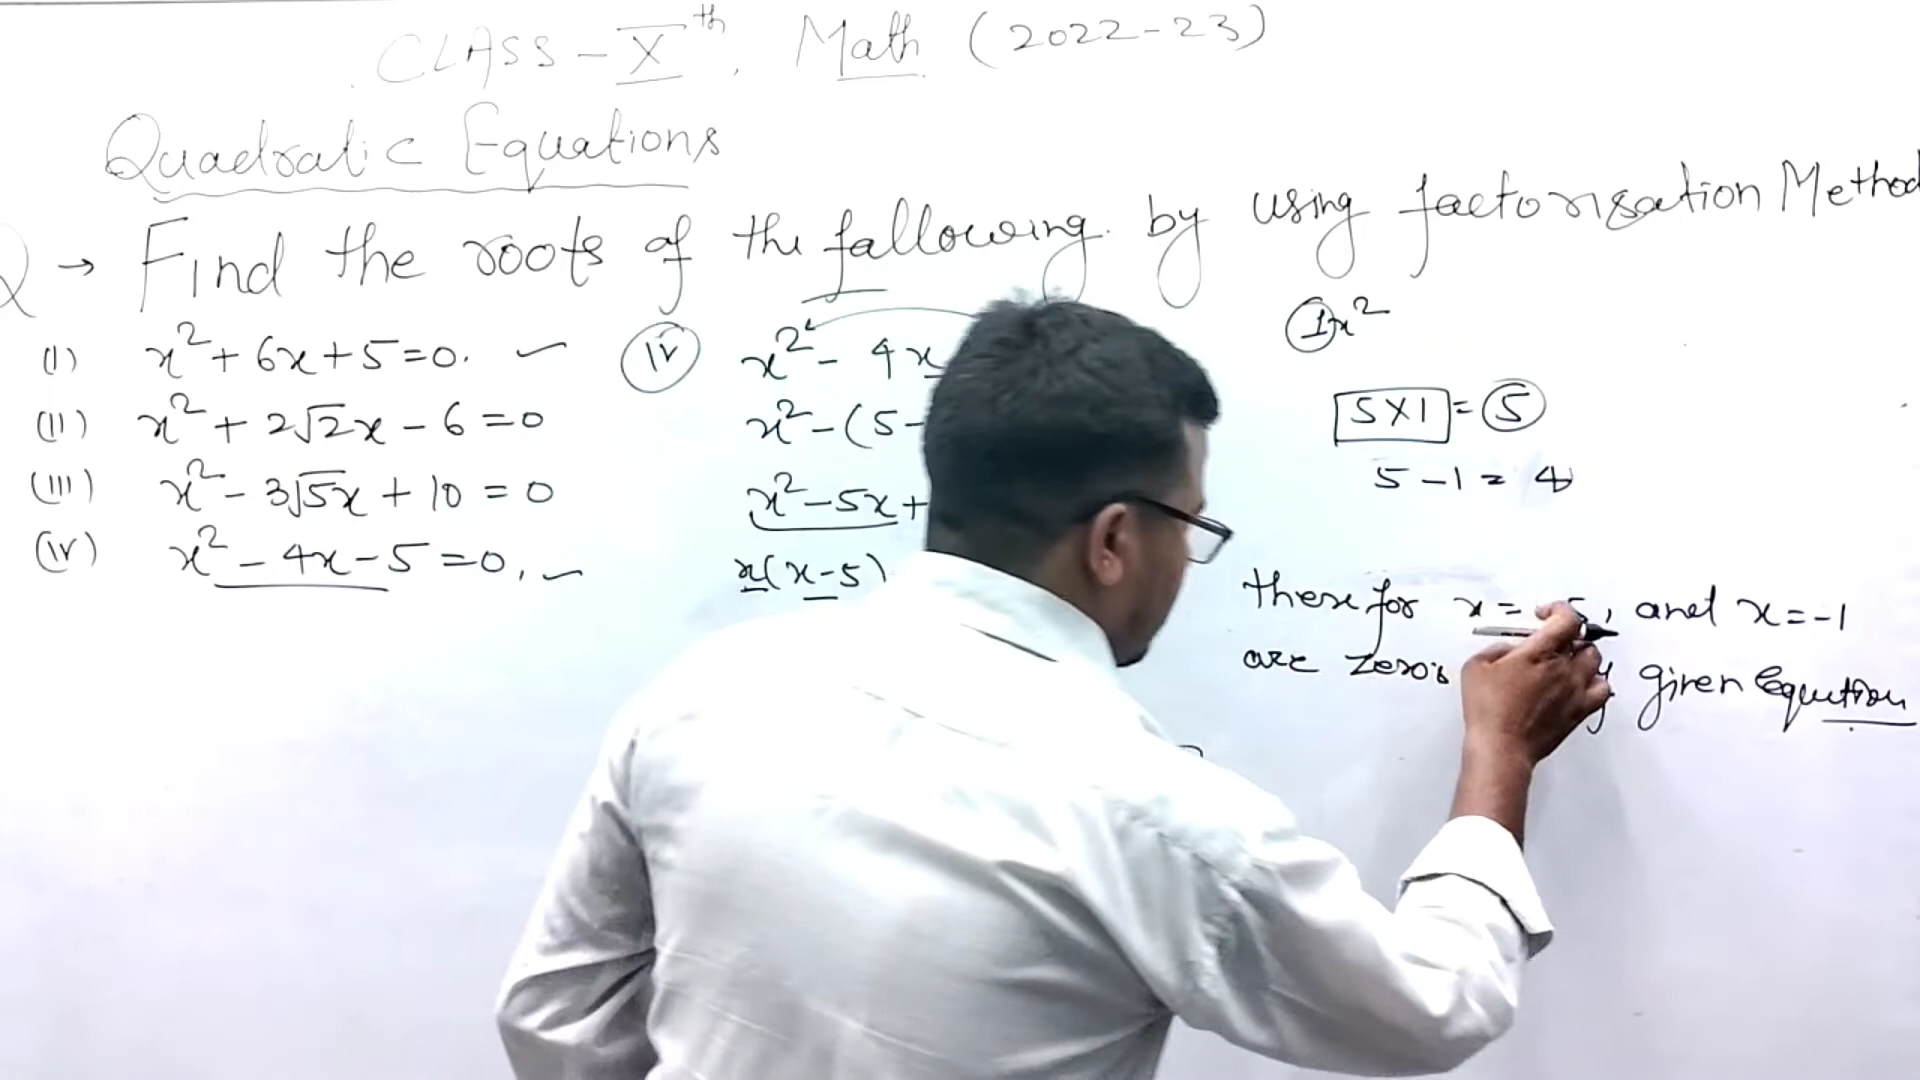 CLASS - Xth, Math (2022-23)
Quadratic Equations
Q → Find the roots of the fallowing by using factorisation Method
(I) x² + 6x + 5 = 0.
(II) x² + 2√2x - 6 = 0
(III) x² - 3√5x + 10 = 0
(iv) x² - 4x - 5 = 0,
(iv) x² - 4x
x² - (5 -
x² - 5x +
x(x - 5)
1x²
5 X 1 = 5
5 - 1 = 4
therefor x = 5, and x = -1
are zeros given Equation